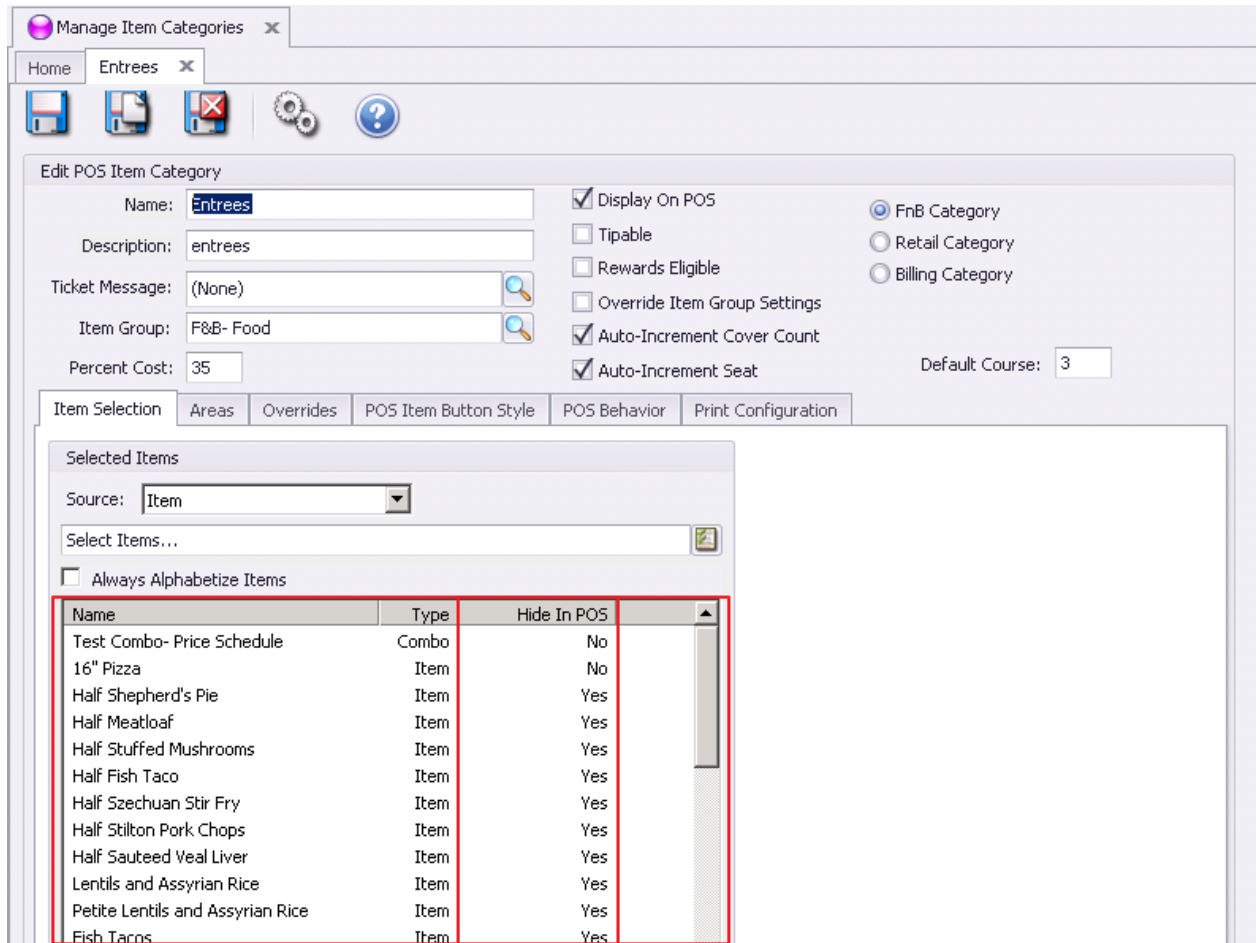 Manage Item Categories
Home Entrees
Edit POS Item Category
Name: Entrees
Description: entrees
Ticket Message: (None)
Item Group: F&B- Food
Percent Cost: 35
Display On POS
Tipable
Rewards Eligible
Override Item Group Settings
Auto-Increment Cover Count
Auto-Increment Seat
FnB Category
Retail Category
Billing Category
Default Course: 3
Item Selection Areas Overrides POS Item Button Style POS Behavior Print Configuration
Selected Items
Source: Item
Select Items...
Always Alphabetize Items
Name Type Hide In POS
Test Combo- Price Schedule Combo No
16" Pizza Item No
Half Shepherd's Pie Item Yes
Half Meatloaf Item Yes
Half Stuffed Mushrooms Item Yes
Half Fish Taco Item Yes
Half Szechuan Stir Fry Item Yes
Half Stilton Pork Chops Item Yes
Half Sauteed Veal Liver Item Yes
Lentils and Assyrian Rice Item Yes
Petite Lentils and Assyrian Rice Item Yes
Fish Tacos Item Yes